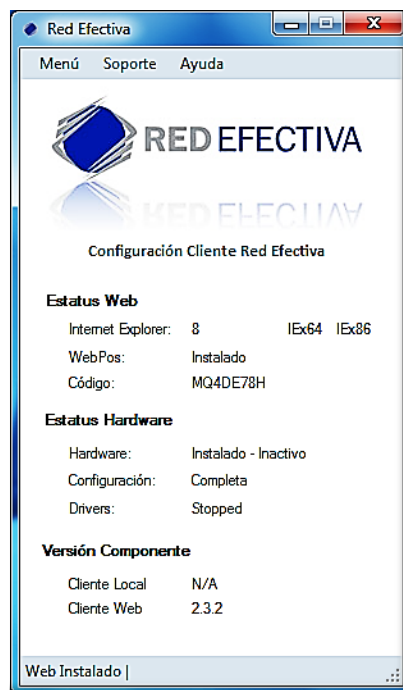 Red Efectiva
Menú Soporte Ayuda
RED EFECTIVA
Configuración Cliente Red Efectiva
Estatus Web
Internet Explorer: 8 IEx64 IEx86
WebPos: Instalado
Código: MQ4DE78H
Estatus Hardware
Hardware: Instalado - Inactivo
Configuración: Completa
Drivers: Stopped
Versión Componente
Cliente Local N/A
Cliente Web 2.3.2
Web Instalado |